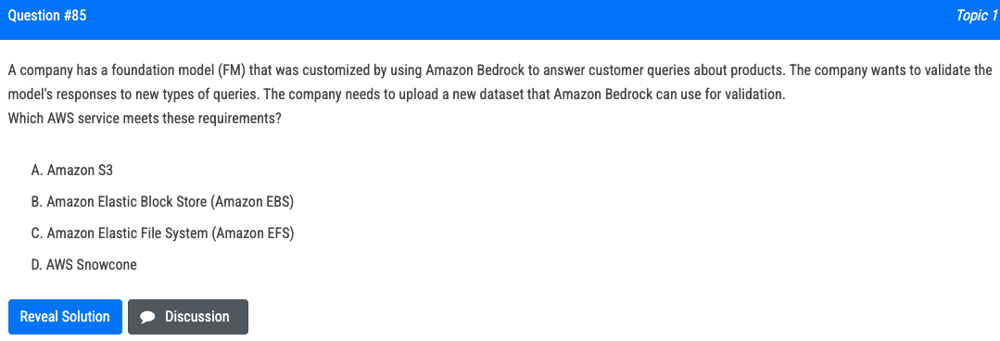 Question #85
Topic 1
A company has a foundation model (FM) that was customized by using Amazon Bedrock to answer customer queries about products. The company wants to validate the
model's responses to new types of queries. The company needs to upload a new dataset that Amazon Bedrock can use for validation.
Which AWS service meets these requirements?
A. Amazon S3
B. Amazon Elastic Block Store (Amazon EBS)
C. Amazon Elastic File System (Amazon EFS)
D. AWS Snowcone
Reveal Solution
Discussion